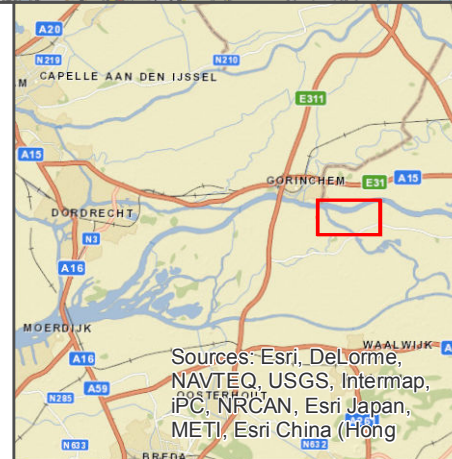 A20
N219
N210
CAPELLE AAN DEN IJSSEL
M
E311
A15
GORINCHEM
E31
A15
DORDRECHT
N3
A16
MOERDIJK
WAALWIJK
A16
A59
Sources: Esri, DeLorme,
NAVTEQ, USGS, Intermap,
iPC, NRCAN, Esri Japan,
METI, Esri China (Hong
N285
OOSTERHOUT
N633
N632
BREDA